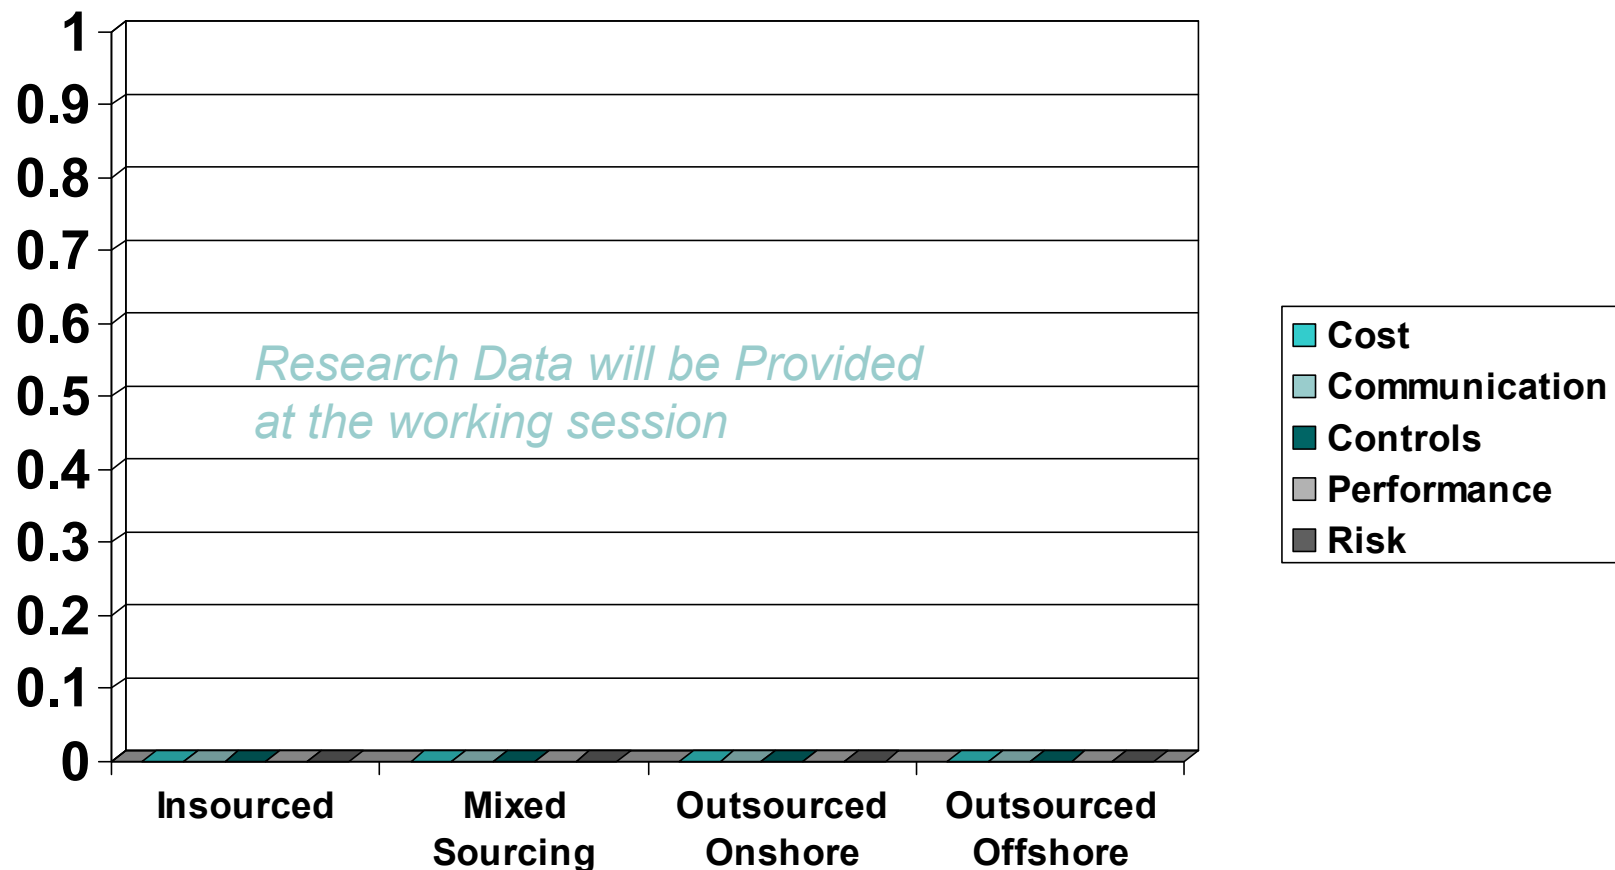 1
0.9
0.8
0.7
0.6
0.5
0.4
0.3
0.2
0.1
0
Research Data will be Provided
at the working session
Insourced
Mixed
Sourcing
Outsourced
Onshore
Outsourced
Offshore
Cost
Communication
Controls
Performance
Risk